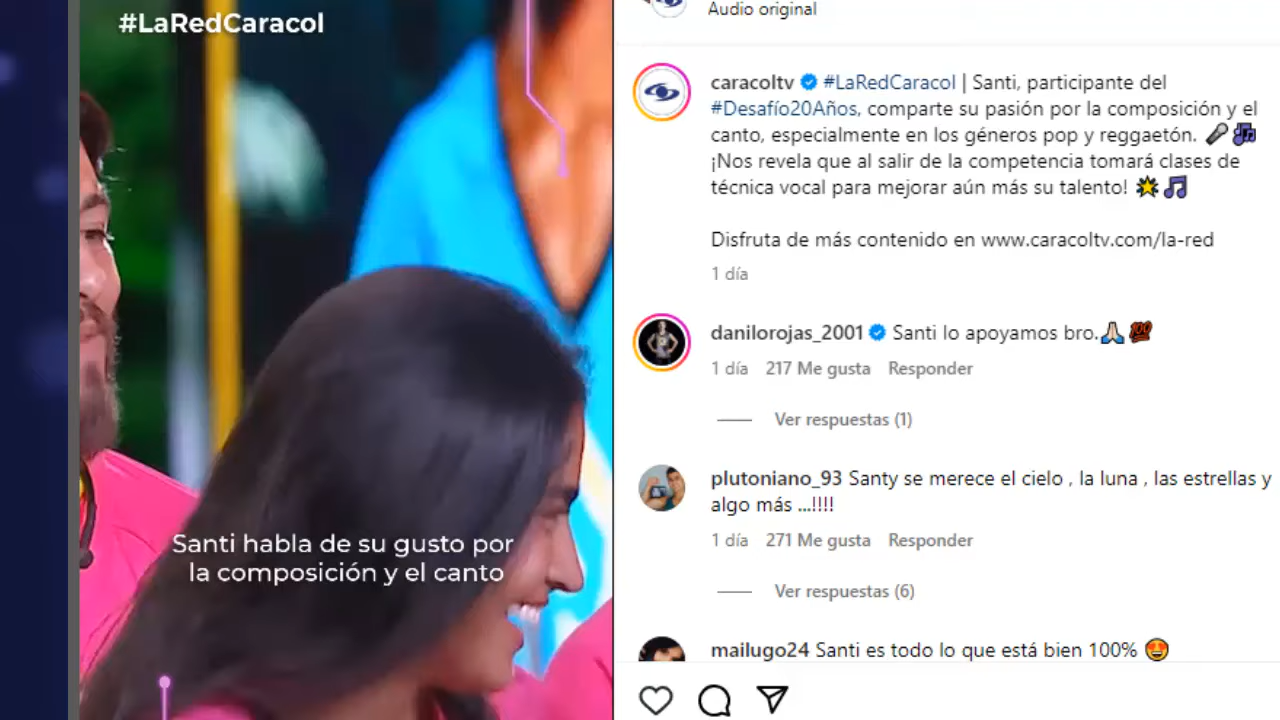 #LaRedCaracol
Santi habla de su gusto por
la composición y el canto
Audio original
caracoltv #LaRedCaracol | Santi, participante del
#Desafío20Años, comparte su pasión por la composición y el
canto, especialmente en los géneros pop y reggaetón. 🎤🎶
¡Nos revela que al salir de la competencia tomará clases de
técnica vocal para mejorar aún más su talento! 🌟🎵
Disfruta de más contenido en www.caracoltv.com/la-red
1 día
danilorojas_2001 Santi lo apoyamos bro.🙏🏻💯
1 día 217 Me gusta Responder
Ver respuestas (1)
plutoniano_93 Santy se merece el cielo , la luna , las estrellas y
algo más ...!!!!
1 día 271 Me gusta Responder
Ver respuestas (6)
mailugo24 Santi es todo lo que está bien 100% 😍